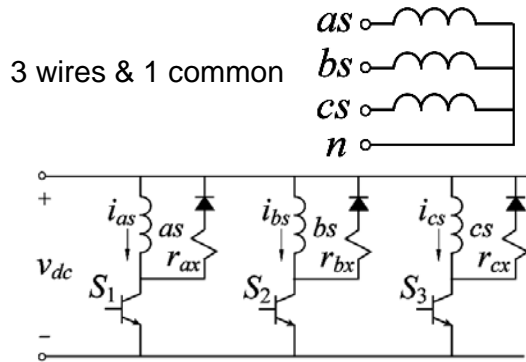 as
bs
3 wires & 1 common
cs
n
+
i_as as r_ax i_bs bs r_bx i_cs cs r_cx
v_dc
S_1 S_2 S_3
−